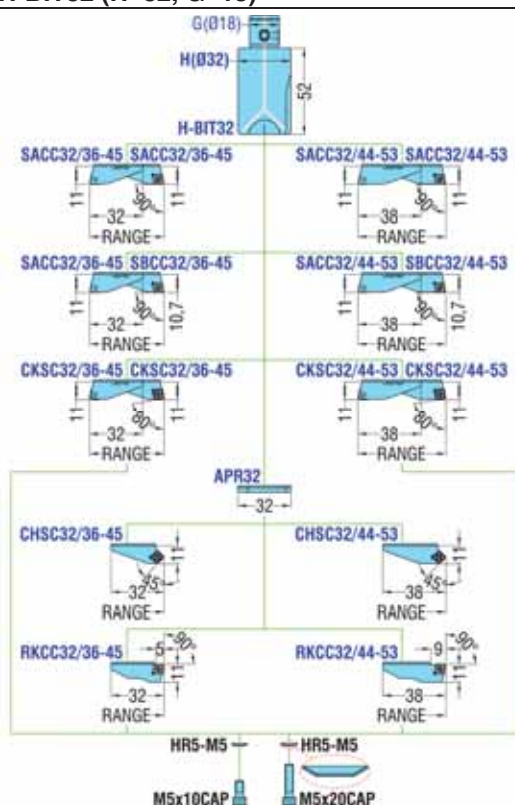 G(Ø18)
H(Ø32)
52
H-BIT32
SACC32/36-45 SACC32/36-45 SACC32/44-53 SACC32/44-53
11 32 90° 11 11 38 90° 11
RANGE RANGE
SACC32/36-45 SBCC32/36-45 SACC32/44-53 SBCC32/44-53
11 32 90° 10,7 11 38 90° 10,7
RANGE RANGE
CKSC32/36-45 CKSC32/36-45 CKSC32/44-53 CKSC32/44-53
11 32 80° 11 11 38 80° 11
RANGE RANGE
APR32
32
CHSC32/36-45 CHSC32/44-53
11 11
32 45° 38 45°
RANGE RANGE
RKCC32/36-45 5 90° RKCC32/44-53 9 90°
32 11 38 11
RANGE RANGE
HR5-M5 HR5-M5
M5x10CAP M5x20CAP